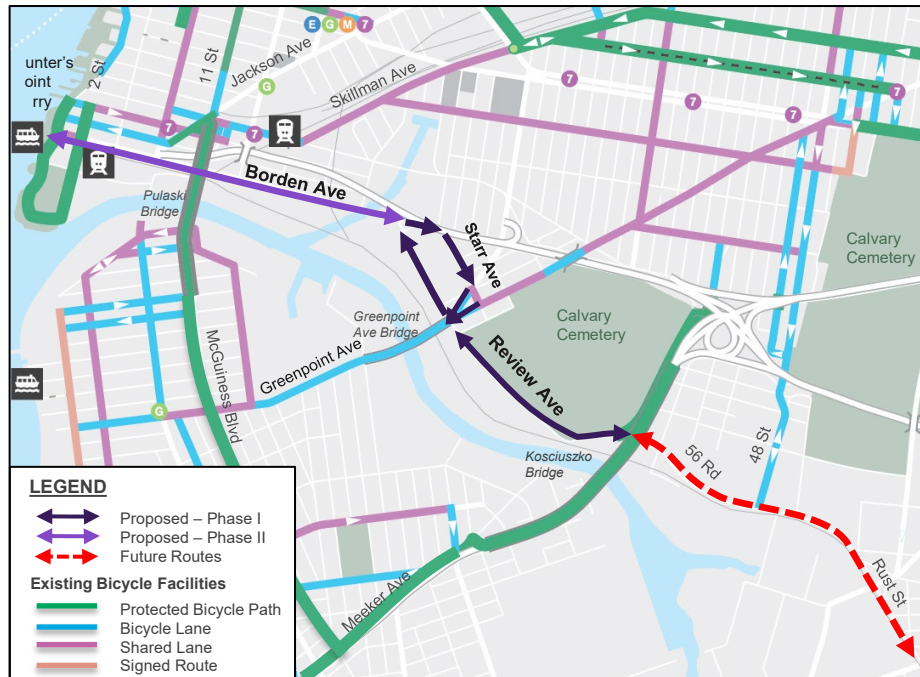 E G M 7
unter's
oint
rry
2 St
11 St
Jackson Ave
G
Skillman Ave
7
7
7
7
7
7
Borden Ave
Pulaski
Bridge
Starr Ave
Calvary
Cemetery
Greenpoint
Ave Bridge
Calvary
Cemetery
McGuiness Blvd
Greenpoint Ave
Review Ave
G
Kosciuszko
Bridge
56 Rd
48 St
Rust St
Meeker Ave
LEGEND
Proposed – Phase I
Proposed – Phase II
Future Routes
Existing Bicycle Facilities
Protected Bicycle Path
Bicycle Lane
Shared Lane
Signed Route